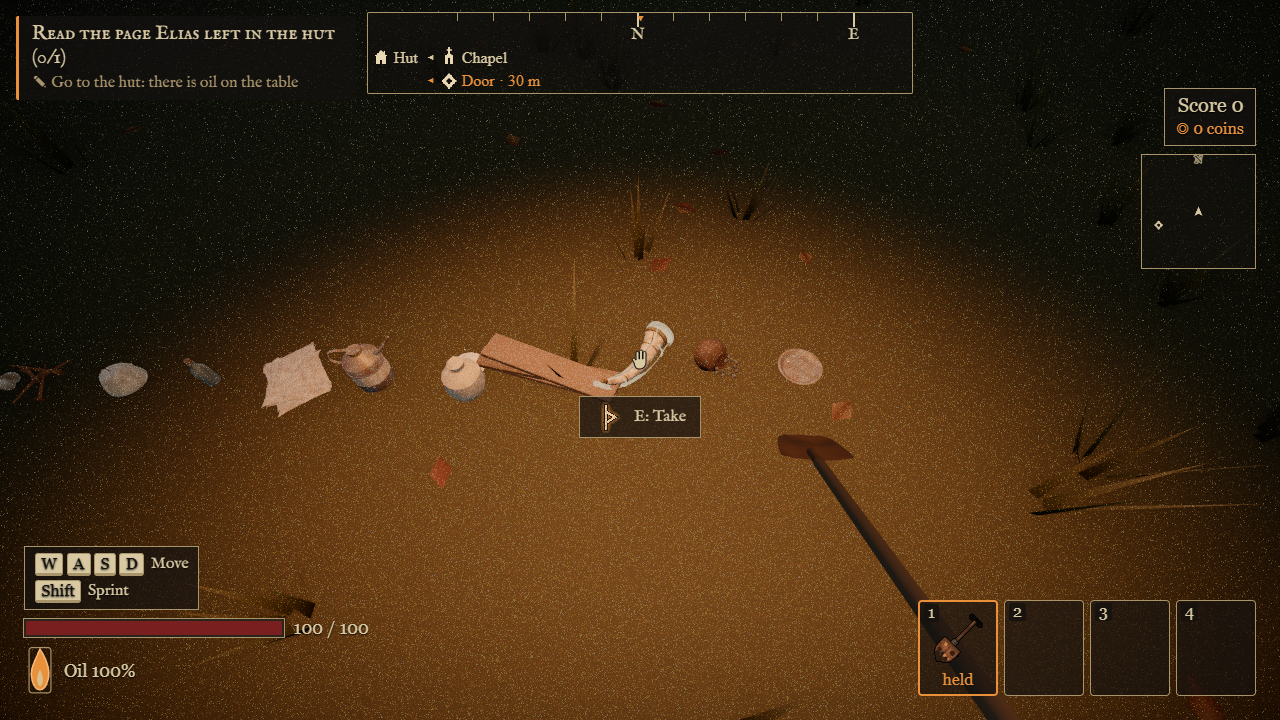 Read the page Elias left in the hut
(0/1)
Go to the hut: there is oil on the table
N
E
Hut
Chapel
Door · 30 m
Score 0
0 coins
E: Take
W A S D Move
Shift Sprint
100 / 100
Oil 100%
1
2
3
4
held